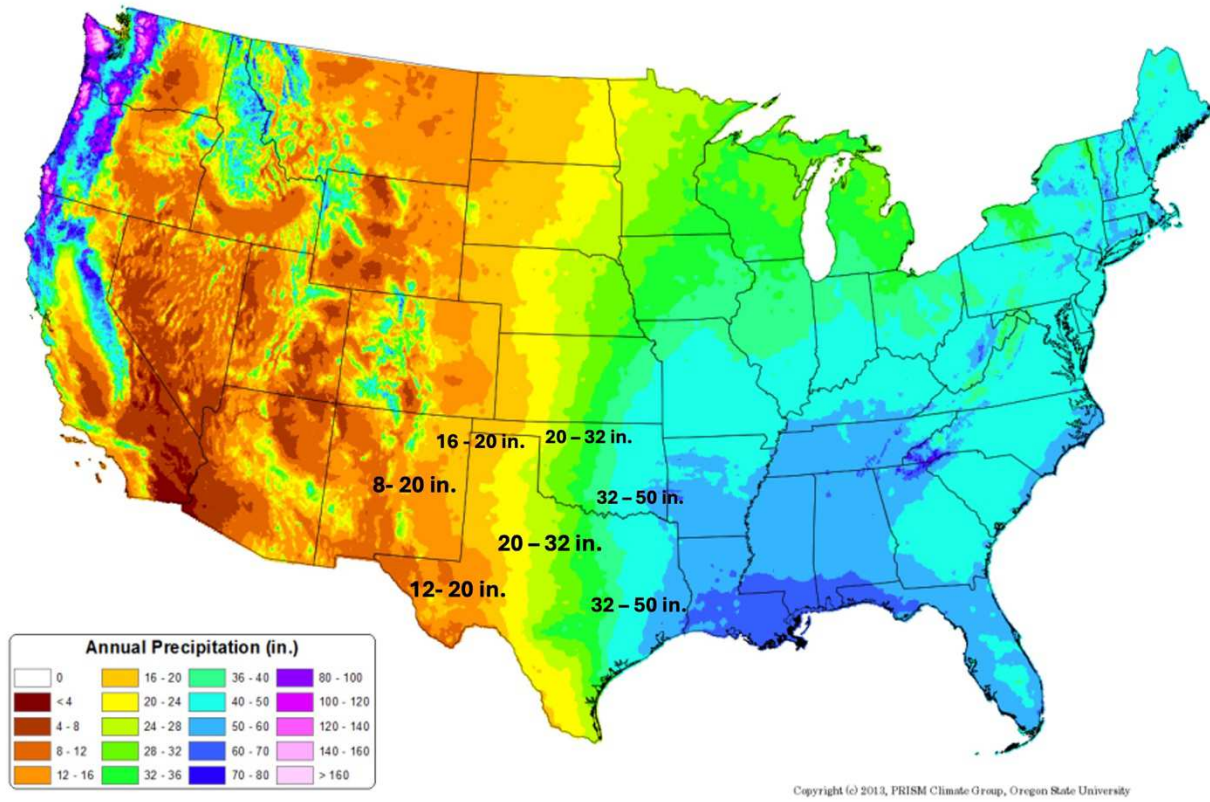 16 - 20 in.
20 – 32 in.
8- 20 in.
32 – 50 in.
20 – 32 in.
12- 20 in.
32 – 50 in.
Annual Precipitation (in.)
0
< 4
4 - 8
8 - 12
12 - 16
16 - 20
20 - 24
24 - 28
28 - 32
32 - 36
36 - 40
40 - 50
50 - 60
60 - 70
70 - 80
80 - 100
100 - 120
120 - 140
140 - 160
> 160
Copyright (c) 2013, PRISM Climate Group, Oregon State University